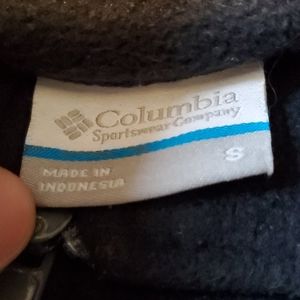 Columbia
Sportswear Company
S
MADE IN
INDONESIA